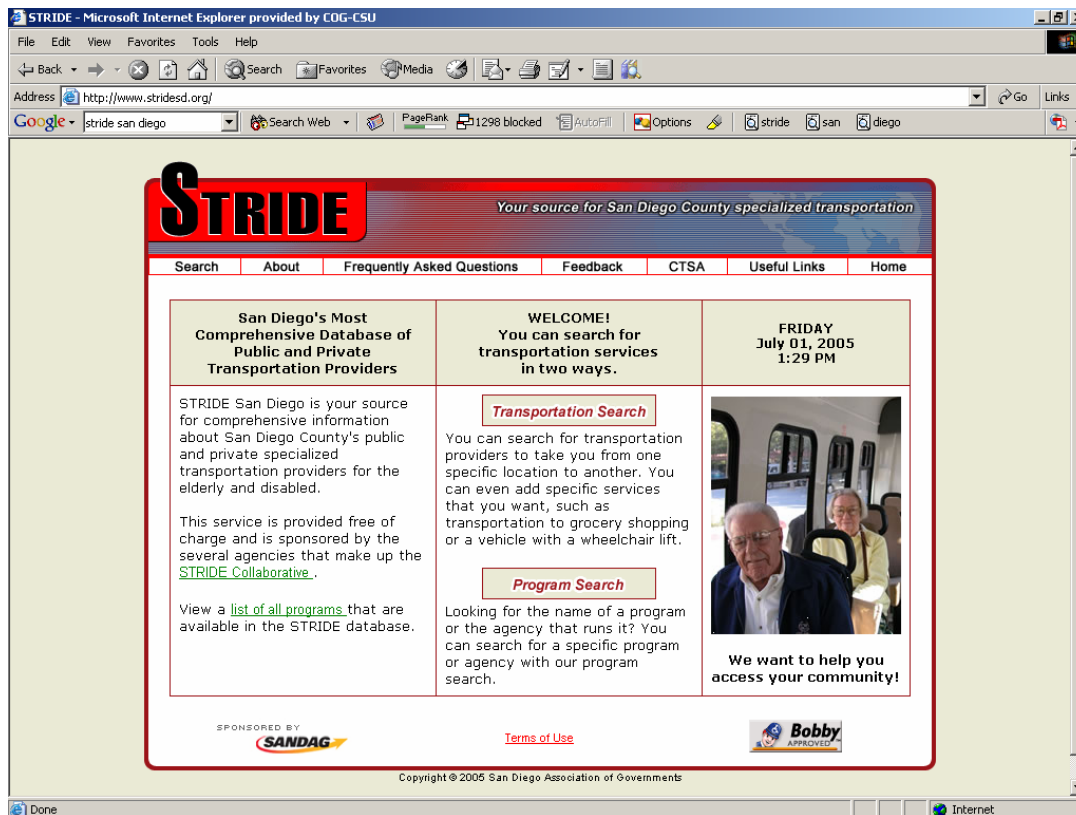 STRIDE - Microsoft Internet Explorer provided by COG-CSU
File Edit View Favorites Tools Help
Back Search Favorites Media
Address http://www.stridesd.org/ Go Links
Google stride san diego Search Web PageRank 1298 blocked AutoFill Options stride san diego
STRIDE
Your source for San Diego County specialized transportation
Search About Frequently Asked Questions Feedback CTSA Useful Links Home
San Diego's Most
Comprehensive Database of
Public and Private
Transportation Providers
STRIDE San Diego is your source
for comprehensive information
about San Diego County's public
and private specialized
transportation providers for the
elderly and disabled.
This service is provided free of
charge and is sponsored by the
several agencies that make up the
STRIDE Collaborative .
View a list of all programs that are
available in the STRIDE database.
WELCOME!
You can search for
transportation services
in two ways.
Transportation Search
You can search for transportation
providers to take you from one
specific location to another. You
can even add specific services
that you want, such as
transportation to grocery shopping
or a vehicle with a wheelchair lift.
Program Search
Looking for the name of a program
or the agency that runs it? You
can search for a specific program
or agency with our program
search.
FRIDAY
July 01, 2005
1:29 PM
We want to help you
access your community!
SPONSORED BY
SANDAG
Terms of Use
Bobby
APPROVED
Copyright © 2005 San Diego Association of Governments
Done Internet